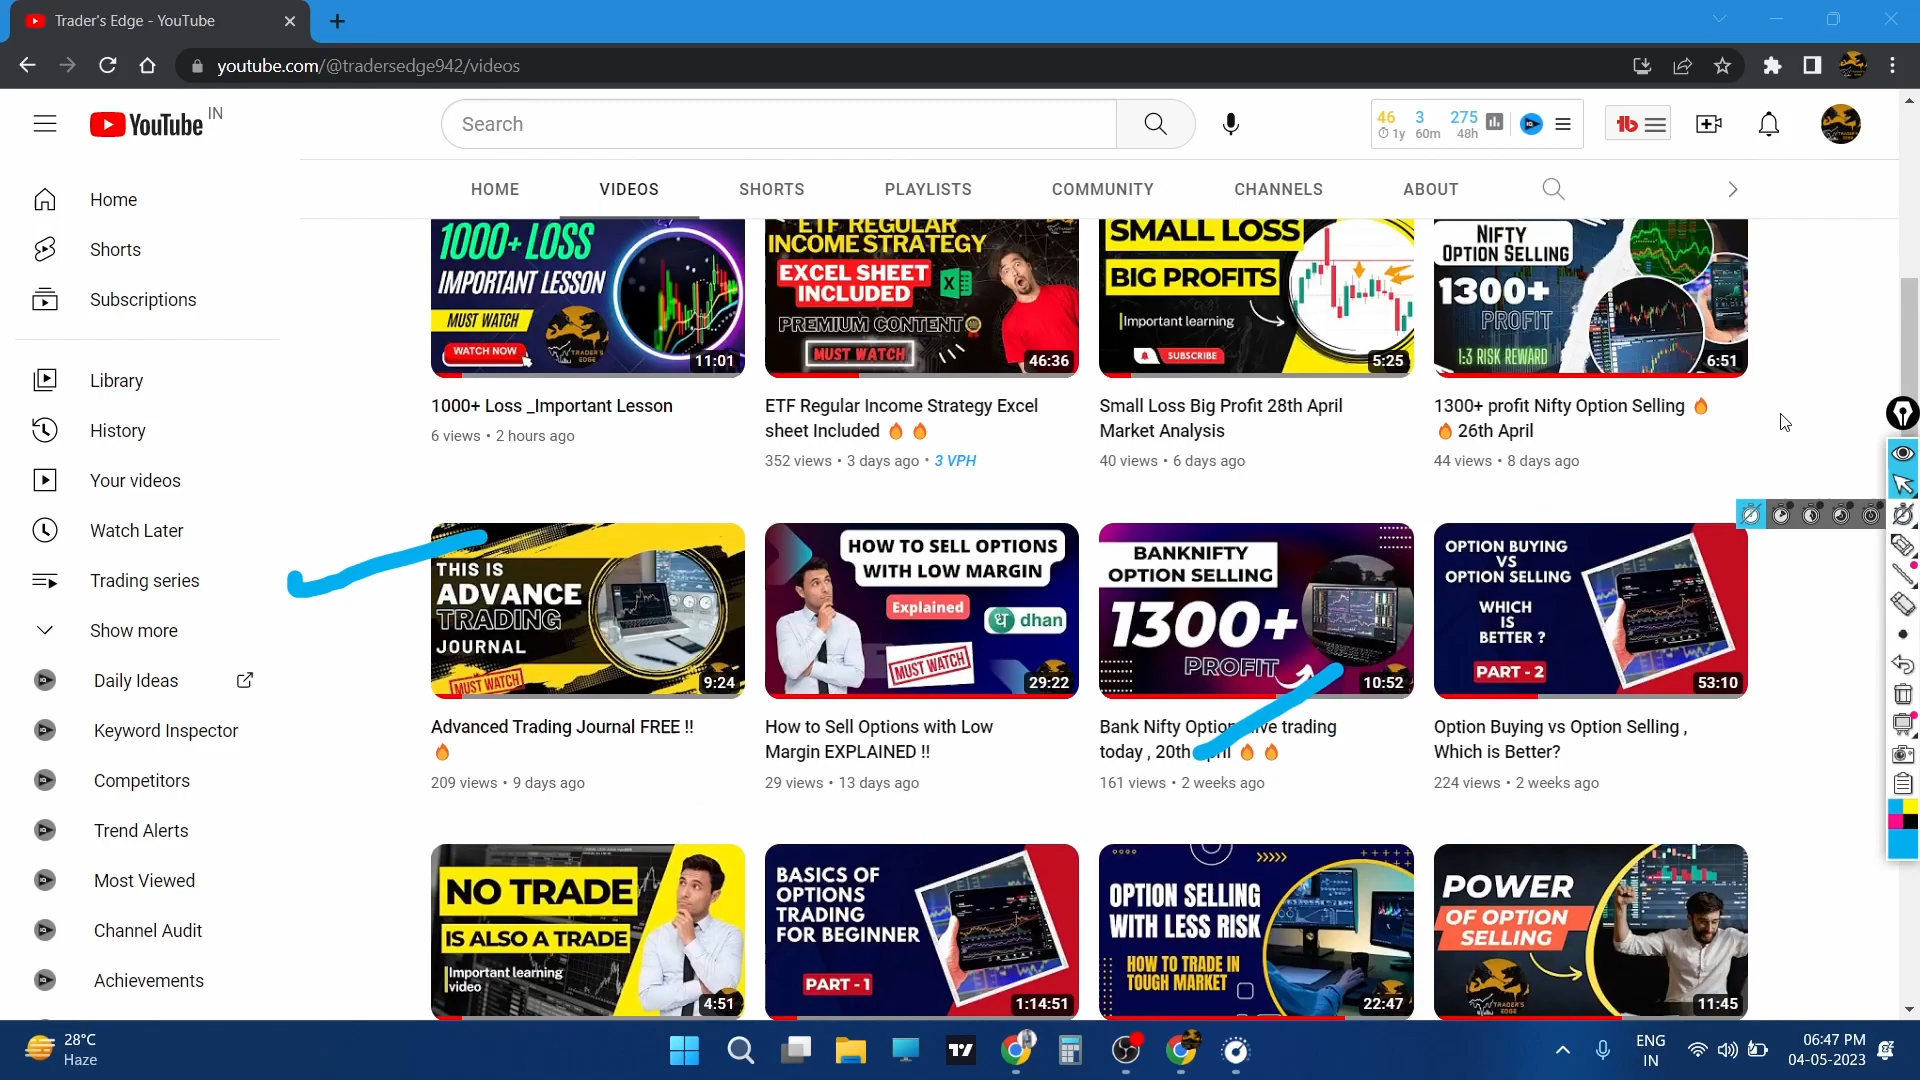 Trader's Edge - YouTube
youtube.com/@tradersedge942/videos
YouTube IN
Search
46 3 275
1y 60m 48h
HOME VIDEOS SHORTS PLAYLISTS COMMUNITY CHANNELS ABOUT
Home
Shorts
Subscriptions
Library
History
Your videos
Watch Later
Trading series
Show more
Daily Ideas
Keyword Inspector
Competitors
Trend Alerts
Most Viewed
Channel Audit
Achievements
1000+ LOSS
IMPORTANT LESSON
MUST WATCH
WATCH NOW
TRADER'S EDGE
11:01
1000+ Loss _Important Lesson
6 views • 2 hours ago
ETF REGULAR
INCOME STRATEGY
EXCEL SHEET
INCLUDED
PREMIUM CONTENT
MUST WATCH
46:36
ETF Regular Income Strategy Excel
sheet Included 🔥 🔥
352 views • 3 days ago • 3 VPH
SMALL LOSS
BIG PROFITS
Important learning
SUBSCRIBE
5:25
Small Loss Big Profit 28th April
Market Analysis
40 views • 6 days ago
NIFTY
OPTION SELLING
1300+
PROFIT
1:3 RISK REWARD
6:51
1300+ profit Nifty Option Selling 🔥
🔥 26th April
44 views • 8 days ago
THIS IS
ADVANCE
TRADING
JOURNAL
MUST WATCH
9:24
Advanced Trading Journal FREE !!
🔥
209 views • 9 days ago
HOW TO SELL OPTIONS
WITH LOW MARGIN
Explained
ध dhan
MUST WATCH
29:22
How to Sell Options with Low
Margin EXPLAINED !!
29 views • 13 days ago
BANKNIFTY
OPTION SELLING
1300+
PROFIT
10:52
Bank Nifty Option live trading
today , 20th April 🔥 🔥
161 views • 2 weeks ago
OPTION BUYING
VS
OPTION SELLING
WHICH
IS
BETTER ?
PART - 2
53:10
Option Buying vs Option Selling ,
Which is Better?
224 views • 2 weeks ago
NO TRADE
IS ALSO A TRADE
Important learning
video
4:51
BASICS OF
OPTIONS
TRADING
FOR BEGINNER
PART - 1
1:14:51
OPTION SELLING
WITH LESS RISK
HOW TO TRADE IN
TOUGH MARKET
22:47
POWER
OF OPTION
SELLING
TRADER'S
EDGE
11:45
28°C
Haze
ENG
IN
06:47 PM
04-05-2023